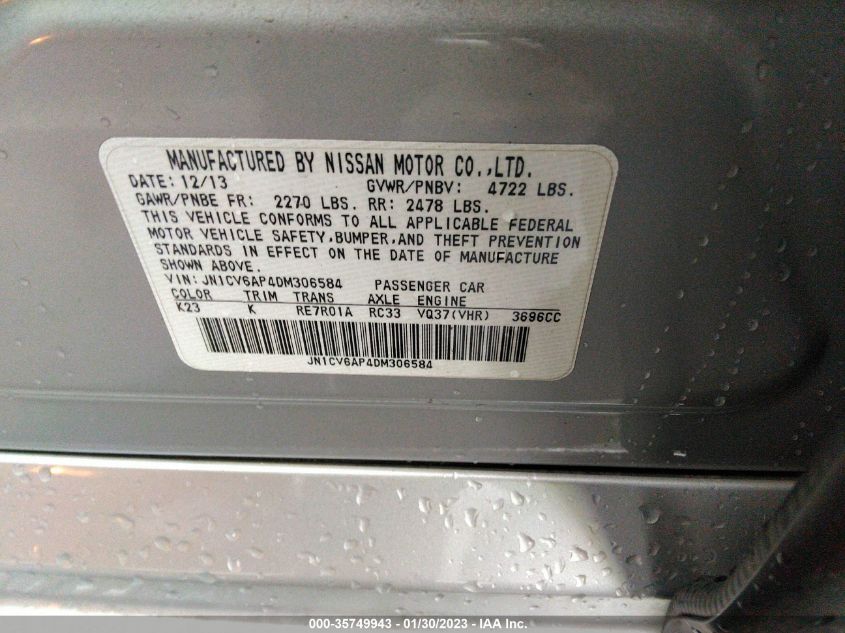 MANUFACTURED BY NISSAN MOTOR CO.,LTD.
DATE: 12/13 GVWR/PNBV: 4722 LBS.
GAWR/PNBE FR: 2270 LBS. RR: 2478 LBS.
THIS VEHICLE CONFORMS TO ALL APPLICABLE FEDERAL
MOTOR VEHICLE SAFETY,BUMPER,AND THEFT PREVENTION
STANDARDS IN EFFECT ON THE DATE OF MANUFACTURE
SHOWN ABOVE.
VIN: JN1CV6AP4DM306584 PASSENGER CAR
COLOR TRIM TRANS AXLE ENGINE
K23 K RE7R01A RC33 VQ37(VHR) 3696CC
JN1CV6AP4DM306584
000-35749943 - 01/30/2023 - IAA Inc.